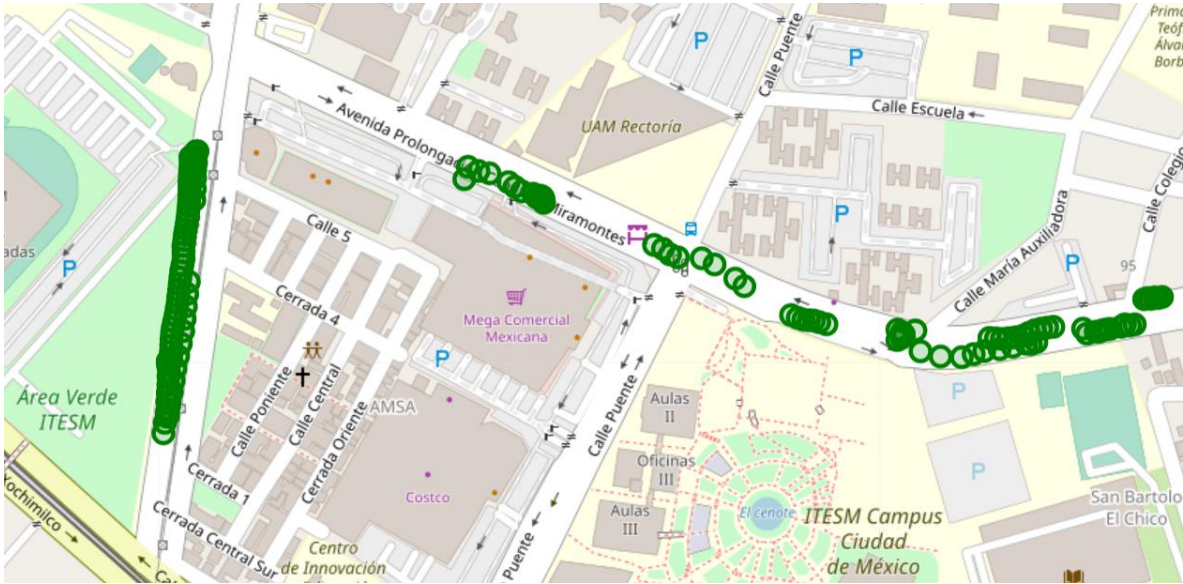 Prima
Teóf
Álva
Borb
P
P
Calle Puente
Calle Escuela
Avenida Prolongac
UAM Rectoría
Miramontes
Calle Colegio
Calle María Auxiliadora
P
P
95
Calle 5
adas
P
Cerrada 4
Mega Comercial
Mexicana
P
Área Verde
ITESM
AMSA
Calle Poniente
Calle Central
Cerrada Oriente
Calle Puente
Aulas
II
P
Oficinas
III
P
Cerrada 1
Costco
Xochimilco
Cerrada Central Sur
Aulas
III
El cenote
ITESM Campus
Ciudad
de México
San Bartolo
El Chico
Centro
de Innovación
Puente